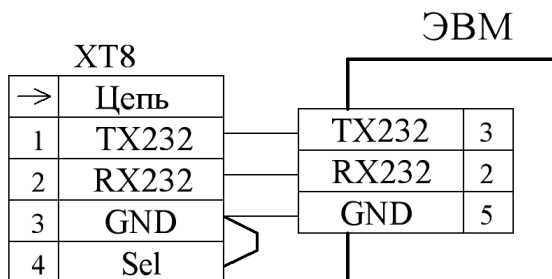 ЭВМ
XT8
→ Цепь
1 TX232
2 RX232
3 GND
4 Sel
TX232 3
RX232 2
GND 5